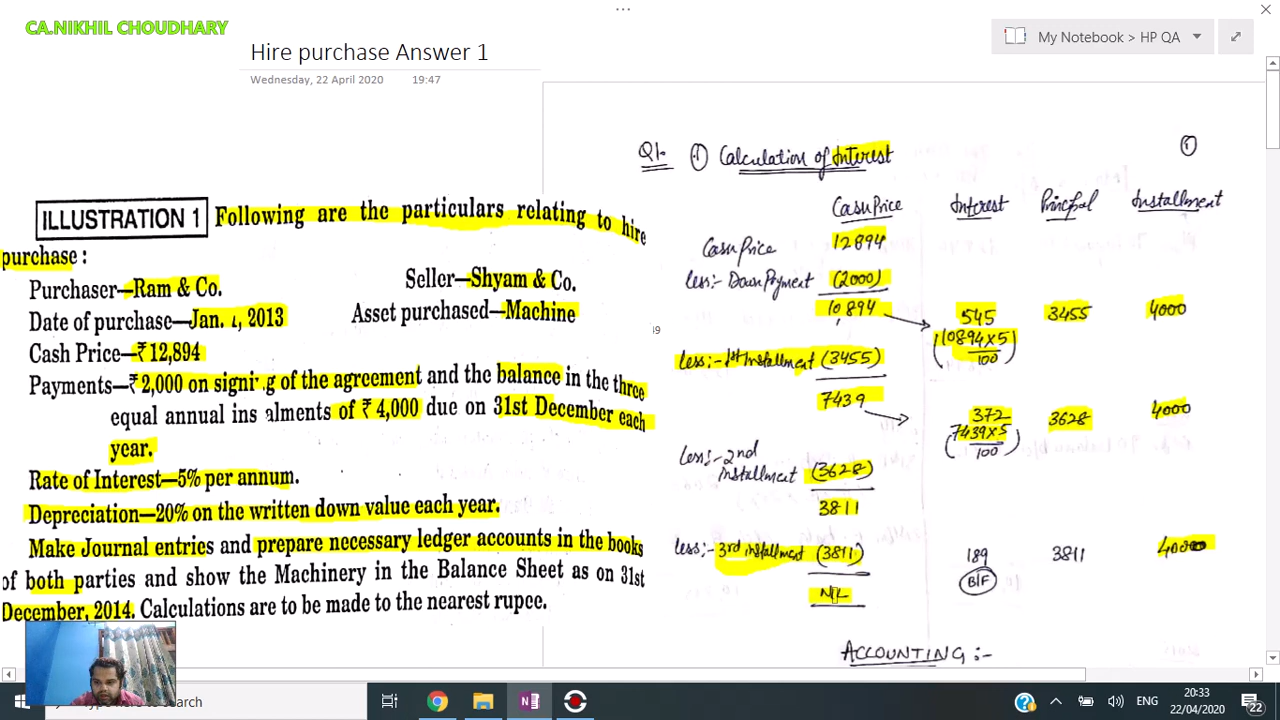 CA.NIKHIL CHOUDHARY
Hire purchase Answer 1
Wednesday, 22 April 2020 19:47
My Notebook > HP QA
ILLUSTRATION 1 Following are the particulars relating to hire
purchase :
Purchaser—Ram & Co. Seller—Shyam & Co.
Date of purchase—Jan. 1, 2013 Asset purchased—Machine
Cash Price—₹ 12,894
Payments—₹ 2,000 on signing of the agreement and the balance in the three
equal annual instalments of ₹ 4,000 due on 31st December each
year.
Rate of Interest—5% per annum.
Depreciation—20% on the written down value each year.
Make Journal entries and prepare necessary ledger accounts in the books
of both parties and show the Machinery in the Balance Sheet as on 31st
December, 2014. Calculations are to be made to the nearest rupee.
49
Q1. ① Calculation of Interest
①
Cash Price Interest Principal Installment
Cash Price 12894
less:- Down Payment (2000)
10894 545 3455 4000
(10894×5
100)
less:- 1st Installment (3455)
7439 372 3628 4000
(7439×5
100)
less:- 2nd
Installment (3628)
3811
less:- 3rd Installment (3811) 189 3811 4000
B/F
NIL
ACCOUNTING :-
search
ENG
20:33
22/04/2020
22